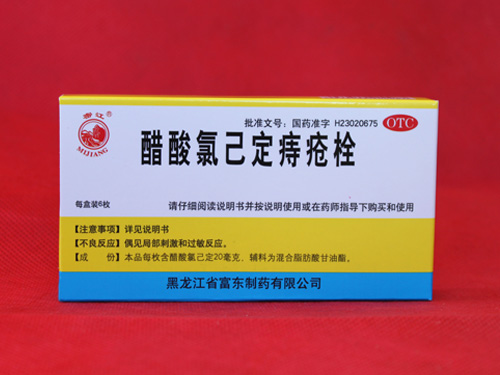 密江®
MIJIANG
批准文号：国药准字 H23020675
OTC
醋酸氯己定痔疮栓
每盒装6枚
请仔细阅读说明书并按说明使用或在药师指导下购买和使用
【注意事项】详见说明书
【不良反应】偶见局部刺激和过敏反应。
【成　份】本品每枚含醋酸氯己定20毫克，辅料为混合脂肪酸甘油酯。
黑龙江省富东制药有限公司